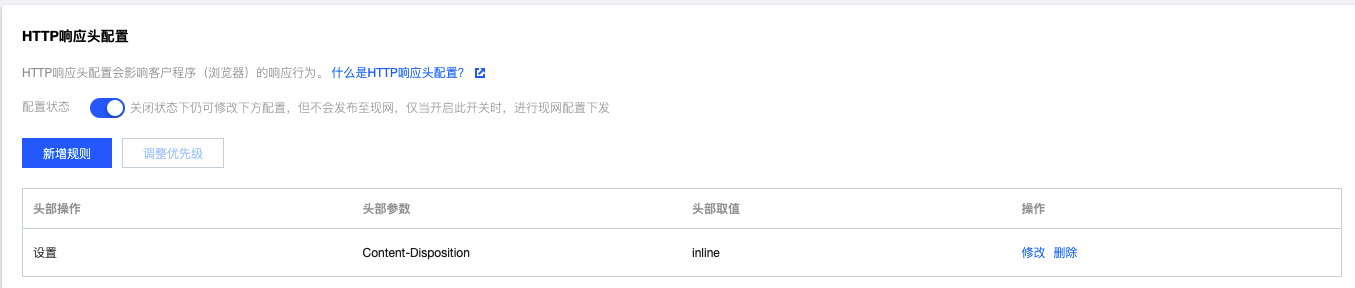 HTTP响应头配置
HTTP响应头配置会影响客户程序（浏览器）的响应行为。 什么是HTTP响应头配置？
配置状态 关闭状态下仍可修改下方配置，但不会发布至现网，仅当开启此开关时，进行现网配置下发
新增规则 调整优先级
头部操作 头部参数 头部取值 操作
设置 Content-Disposition inline 修改 删除